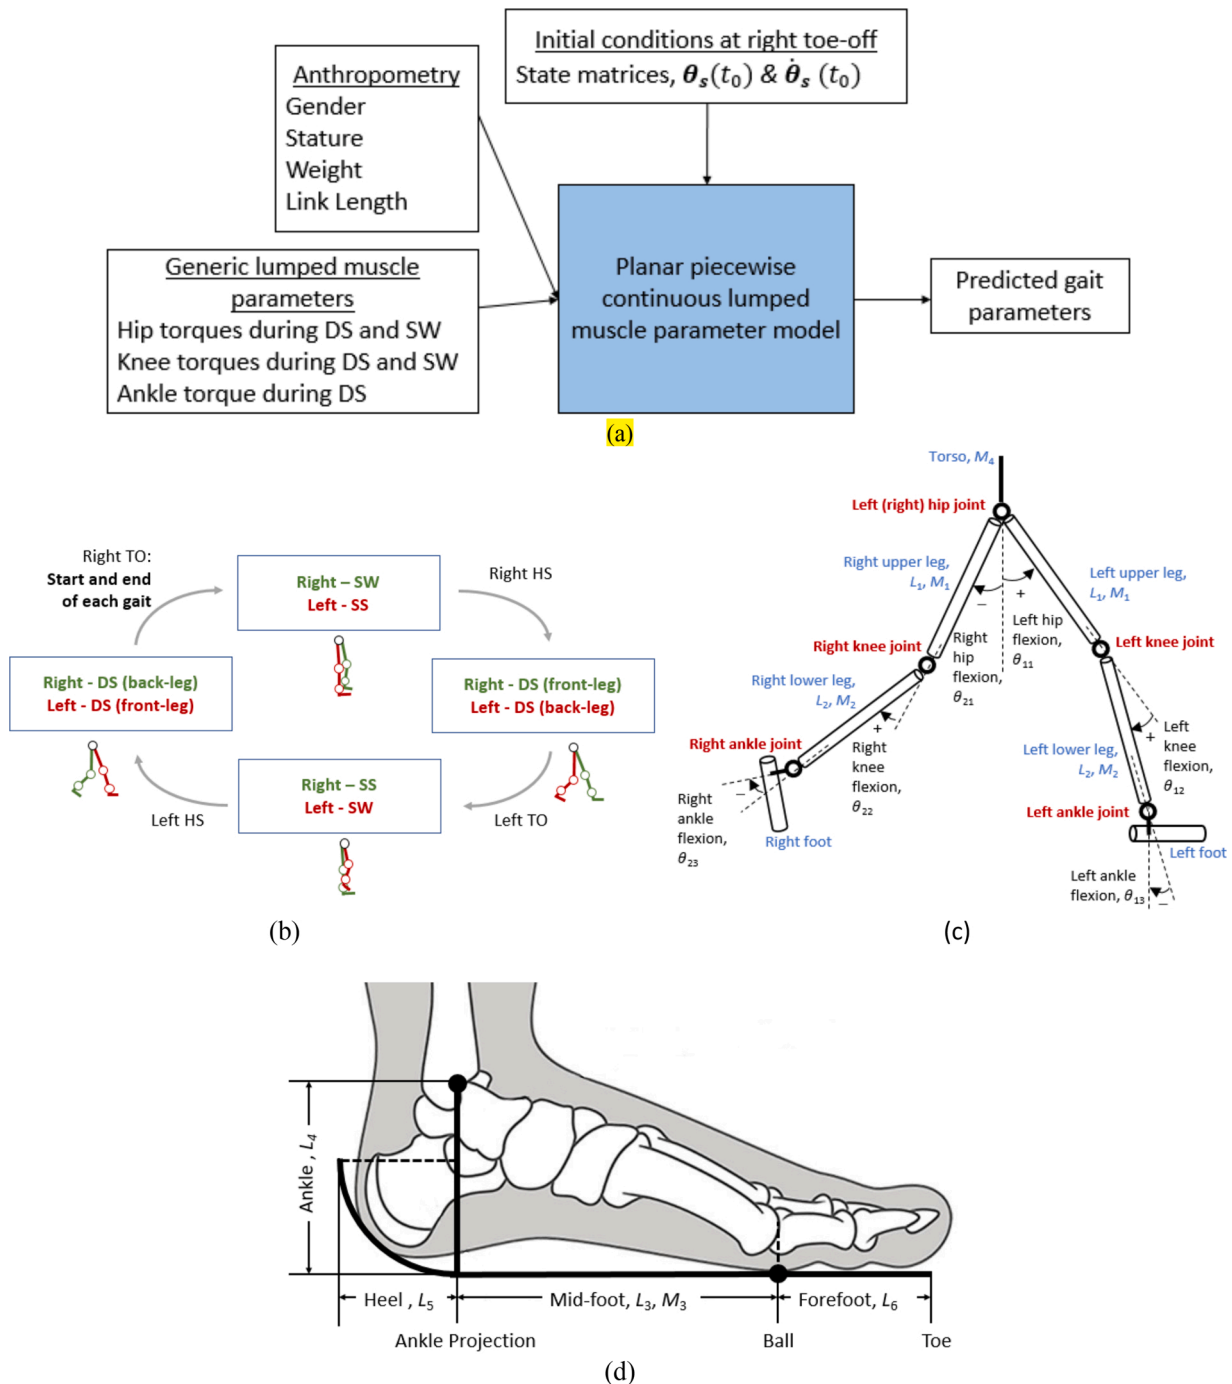 Initial conditions at right toe-off
State matrices, θₛ(t₀) & θ̇ₛ (t₀)
Anthropometry
Gender
Stature
Weight
Link Length
Generic lumped muscle
parameters
Hip torques during DS and SW
Knee torques during DS and SW
Ankle torque during DS
Planar piecewise
continuous lumped
muscle parameter model
Predicted gait
parameters
(a)
Right TO:
Start and end
of each gait
Right – SW
Left - SS
Right HS
Right - DS (back-leg)
Left - DS (front-leg)
Right - DS (front-leg)
Left - DS (back-leg)
Left HS
Right – SS
Left - SW
Left TO
(b)
Torso, M₄
Left (right) hip joint
Right upper leg,
L₁, M₁
Left upper leg,
L₁, M₁
–
+
Right
hip
flexion,
θ₂₁
Left hip
flexion,
θ₁₁
Right knee joint
Left knee joint
Right lower leg,
L₂, M₂
+
Right
knee
flexion,
θ₂₂
+
Left
knee
flexion,
θ₁₂
Left lower leg,
L₂, M₂
Right ankle joint
–
Right
ankle
flexion,
θ₂₃
Right foot
Left ankle joint
Left foot
Left ankle
flexion, θ₁₃
–
(c)
Ankle , L₄
Heel , L₅
Mid-foot, L₃, M₃
Forefoot, L₆
Ankle Projection
Ball
Toe
(d)